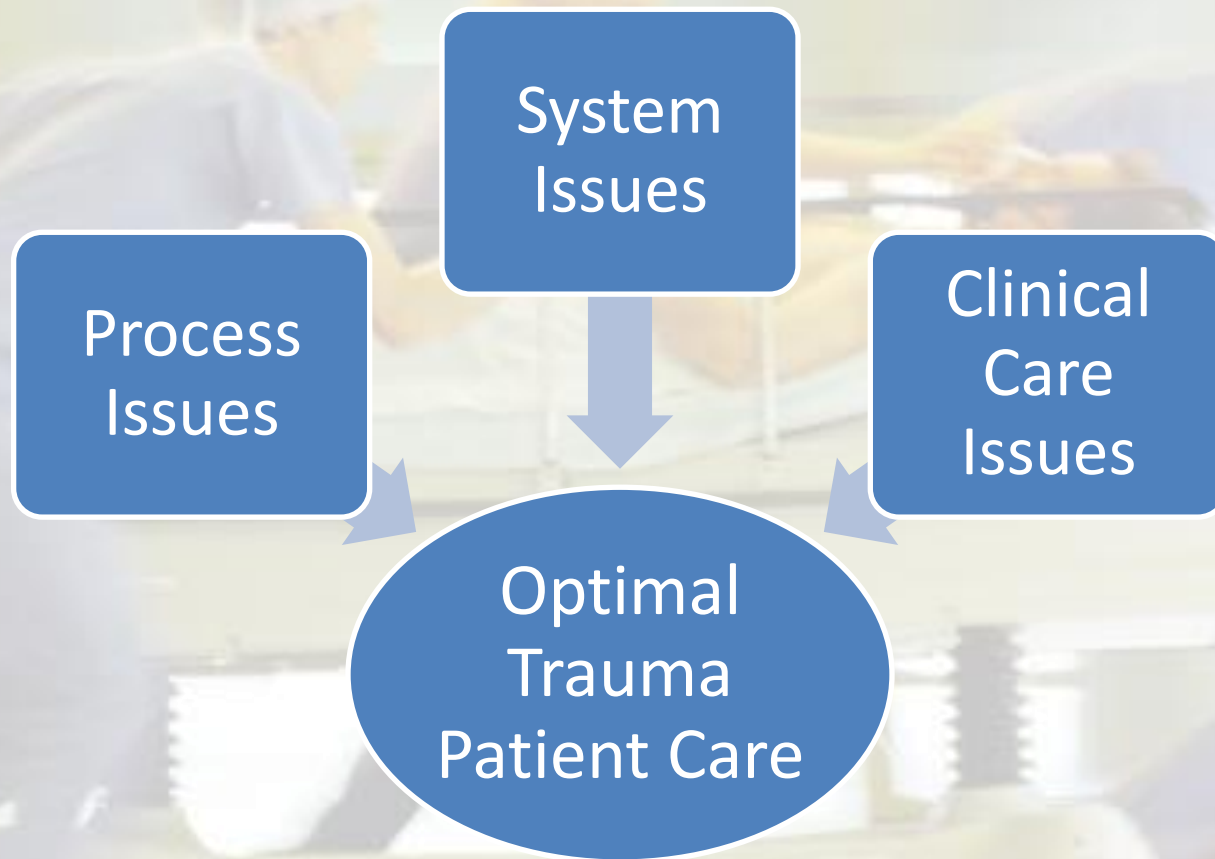 System
Issues
Process
Issues
Clinical
Care
Issues
Optimal
Trauma
Patient Care